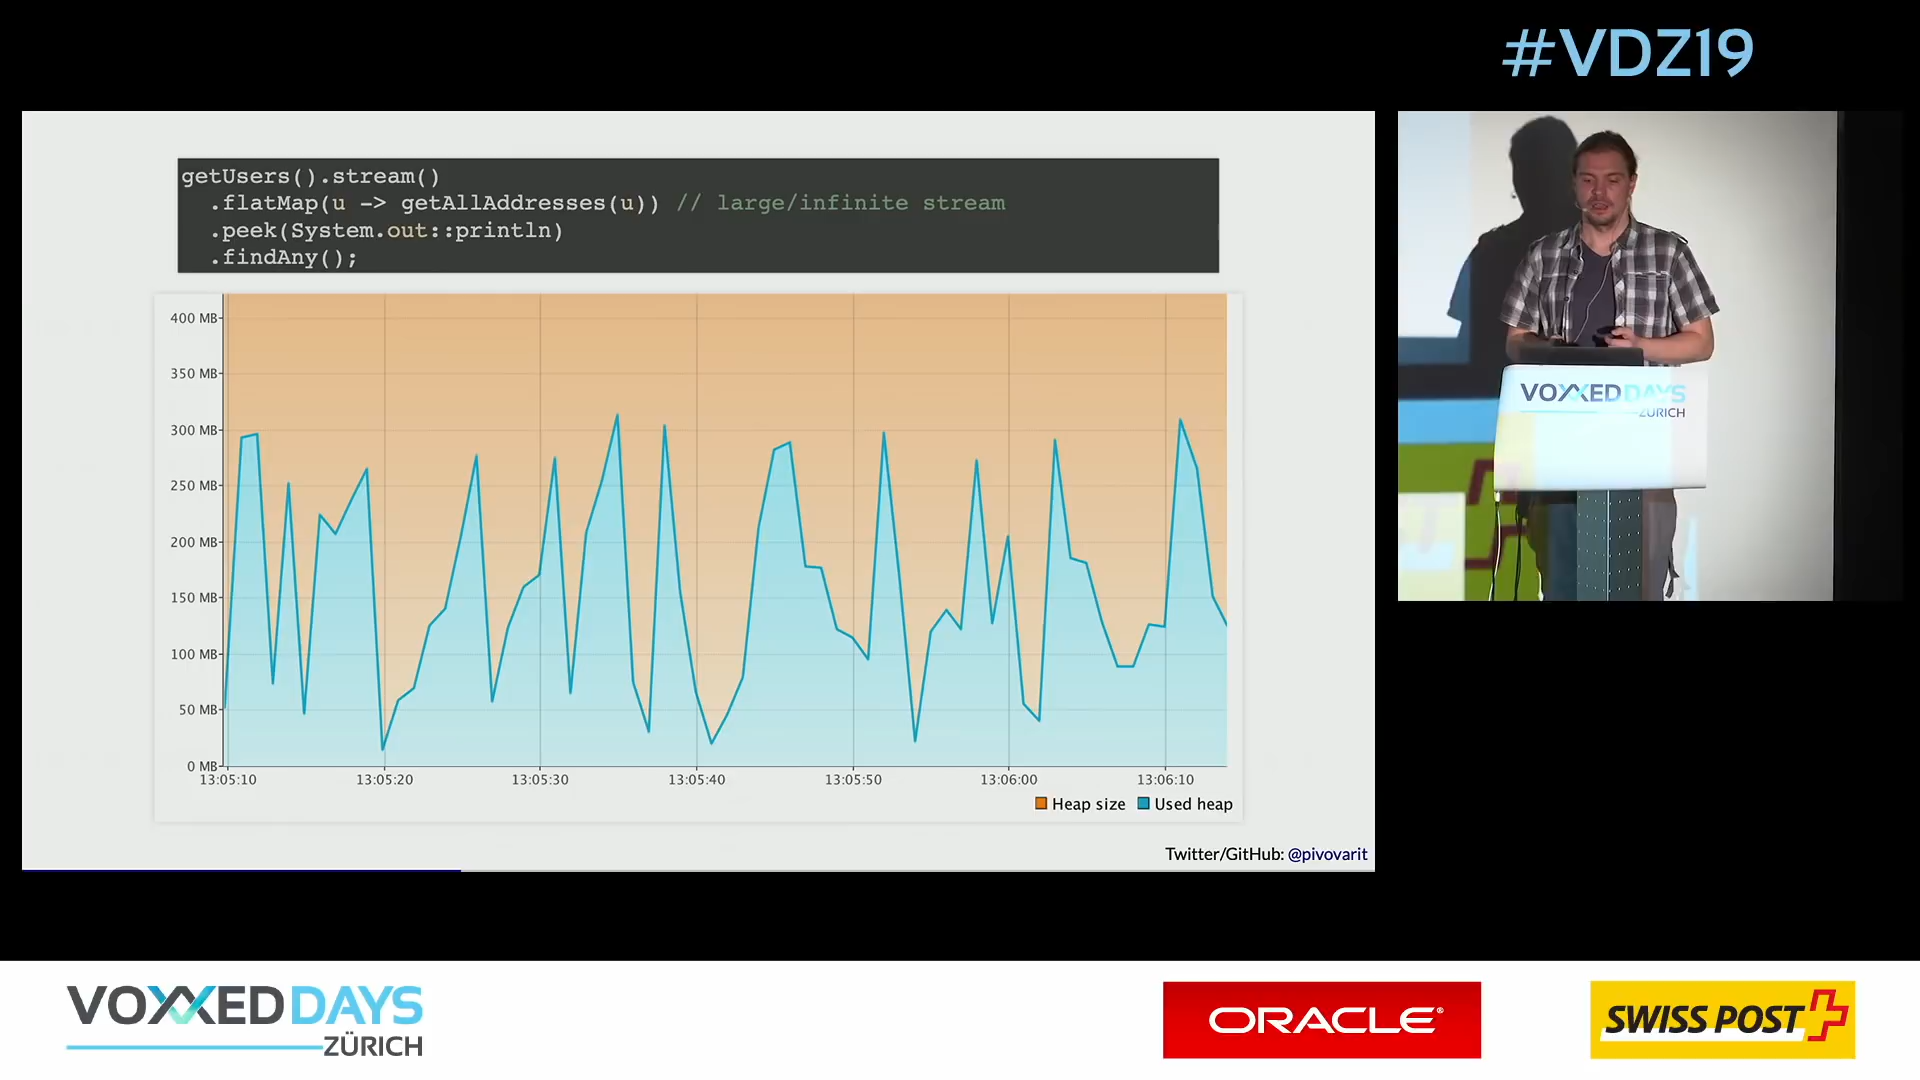 #VDZ19
getUsers().stream()
.flatMap(u -> getAllAddresses(u)) // large/infinite stream
.peek(System.out::println)
.findAny();
400 MB
350 MB
300 MB
250 MB
200 MB
150 MB
100 MB
50 MB
0 MB
13:05:10 13:05:20 13:05:30 13:05:40 13:05:50 13:06:00 13:06:10
Heap size Used heap
Twitter/GitHub: @pivovarit
VOXXED DAYS
ZÜRICH
VOXXED DAYS
ZÜRICH
ORACLE®
SWISS POST